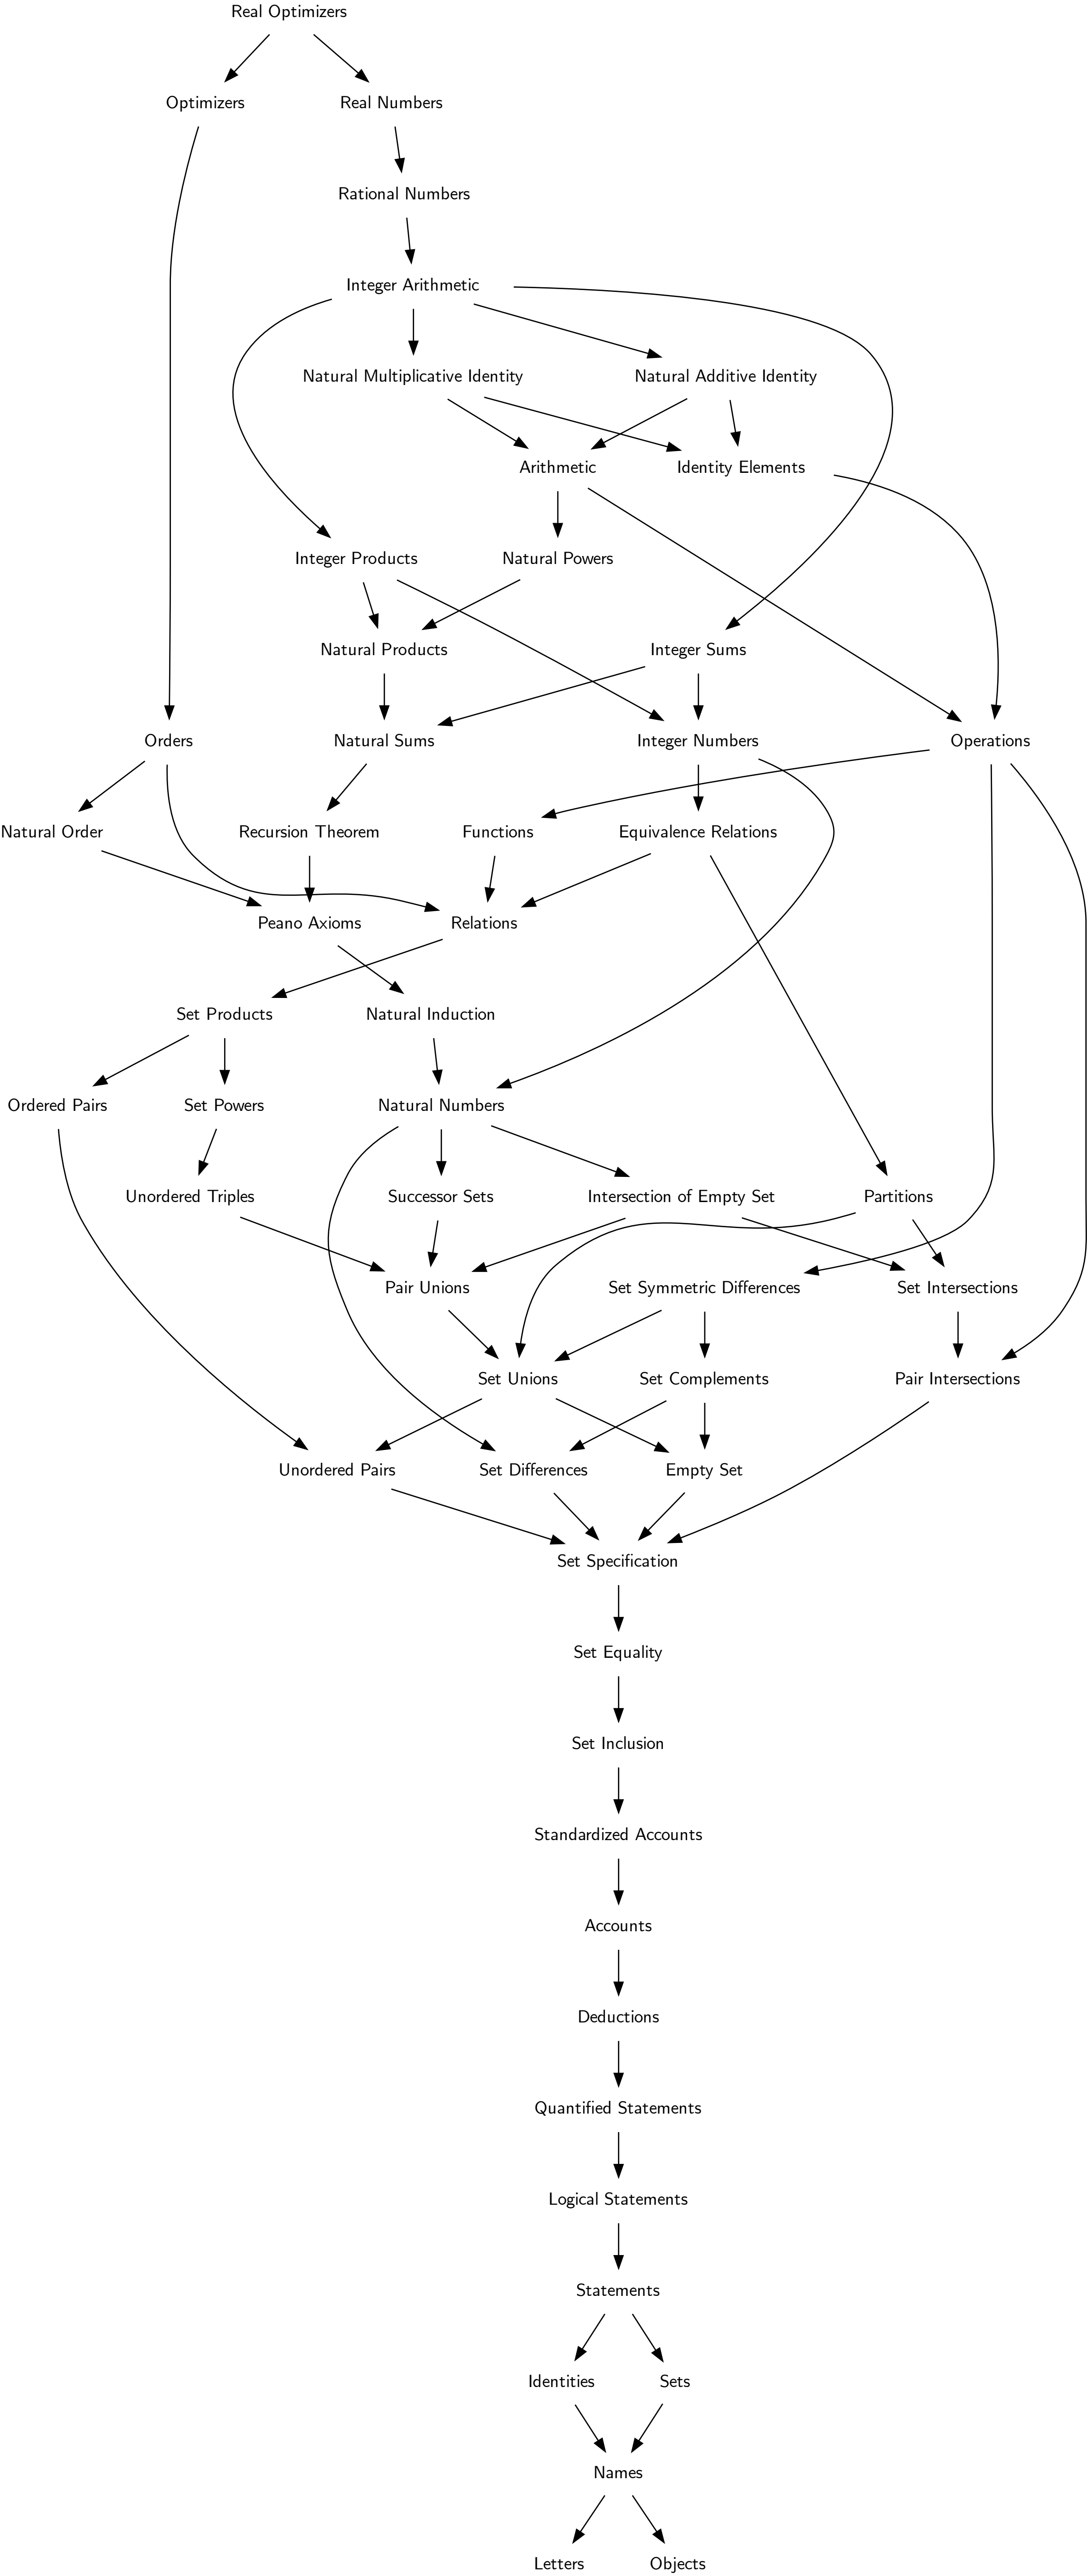 Real Optimizers
Optimizers
Real Numbers
Rational Numbers
Integer Arithmetic
Natural Multiplicative Identity
Natural Additive Identity
Arithmetic
Identity Elements
Integer Products
Natural Powers
Natural Products
Integer Sums
Orders
Natural Sums
Integer Numbers
Operations
Natural Order
Recursion Theorem
Functions
Equivalence Relations
Peano Axioms
Relations
Set Products
Natural Induction
Ordered Pairs
Set Powers
Natural Numbers
Unordered Triples
Successor Sets
Intersection of Empty Set
Partitions
Pair Unions
Set Symmetric Differences
Set Intersections
Set Unions
Set Complements
Pair Intersections
Unordered Pairs
Set Differences
Empty Set
Set Specification
Set Equality
Set Inclusion
Standardized Accounts
Accounts
Deductions
Quantified Statements
Logical Statements
Statements
Identities
Sets
Names
Letters
Objects